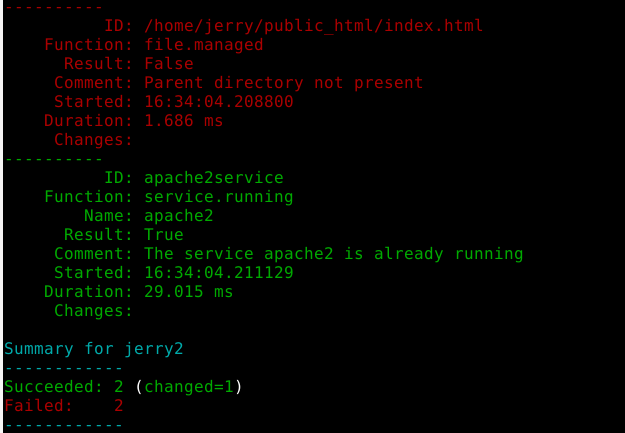 ----------
          ID: /home/jerry/public_html/index.html
    Function: file.managed
      Result: False
     Comment: Parent directory not present
     Started: 16:34:04.208800
    Duration: 1.686 ms
     Changes:
----------
          ID: apache2service
    Function: service.running
        Name: apache2
      Result: True
     Comment: The service apache2 is already running
     Started: 16:34:04.211129
    Duration: 29.015 ms
     Changes:

Summary for jerry2
------------
Succeeded: 2 (changed=1)
Failed:    2
------------